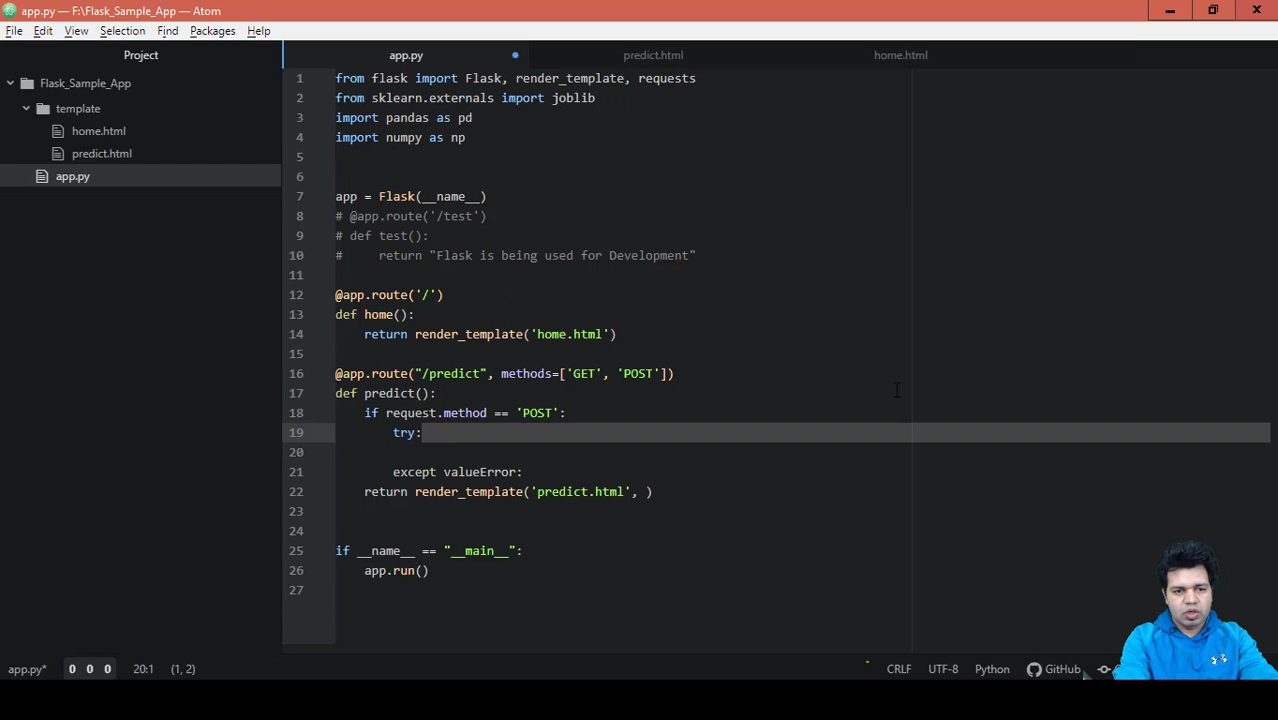 app.py — F:\Flask_Sample_App — Atom
File Edit View Selection Find Packages Help
Project app.py predict.html home.html
Flask_Sample_App
template
home.html
predict.html
app.py
1 from flask import Flask, render_template, requests
2 from sklearn.externals import joblib
3 import pandas as pd
4 import numpy as np
5
6
7 app = Flask(__name__)
8 # @app.route('/test')
9 # def test():
10 #     return "Flask is being used for Development"
11
12 @app.route('/')
13 def home():
14     return render_template('home.html')
15
16 @app.route("/predict", methods=['GET', 'POST'])
17 def predict():
18     if request.method == 'POST':
19         try:
20
21         except valueError:
22     return render_template('predict.html', )
23
24
25 if __name__ == "__main__":
26     app.run()
27
app.py* 0 0 0 20:1 (1, 2) CRLF UTF-8 Python GitHub